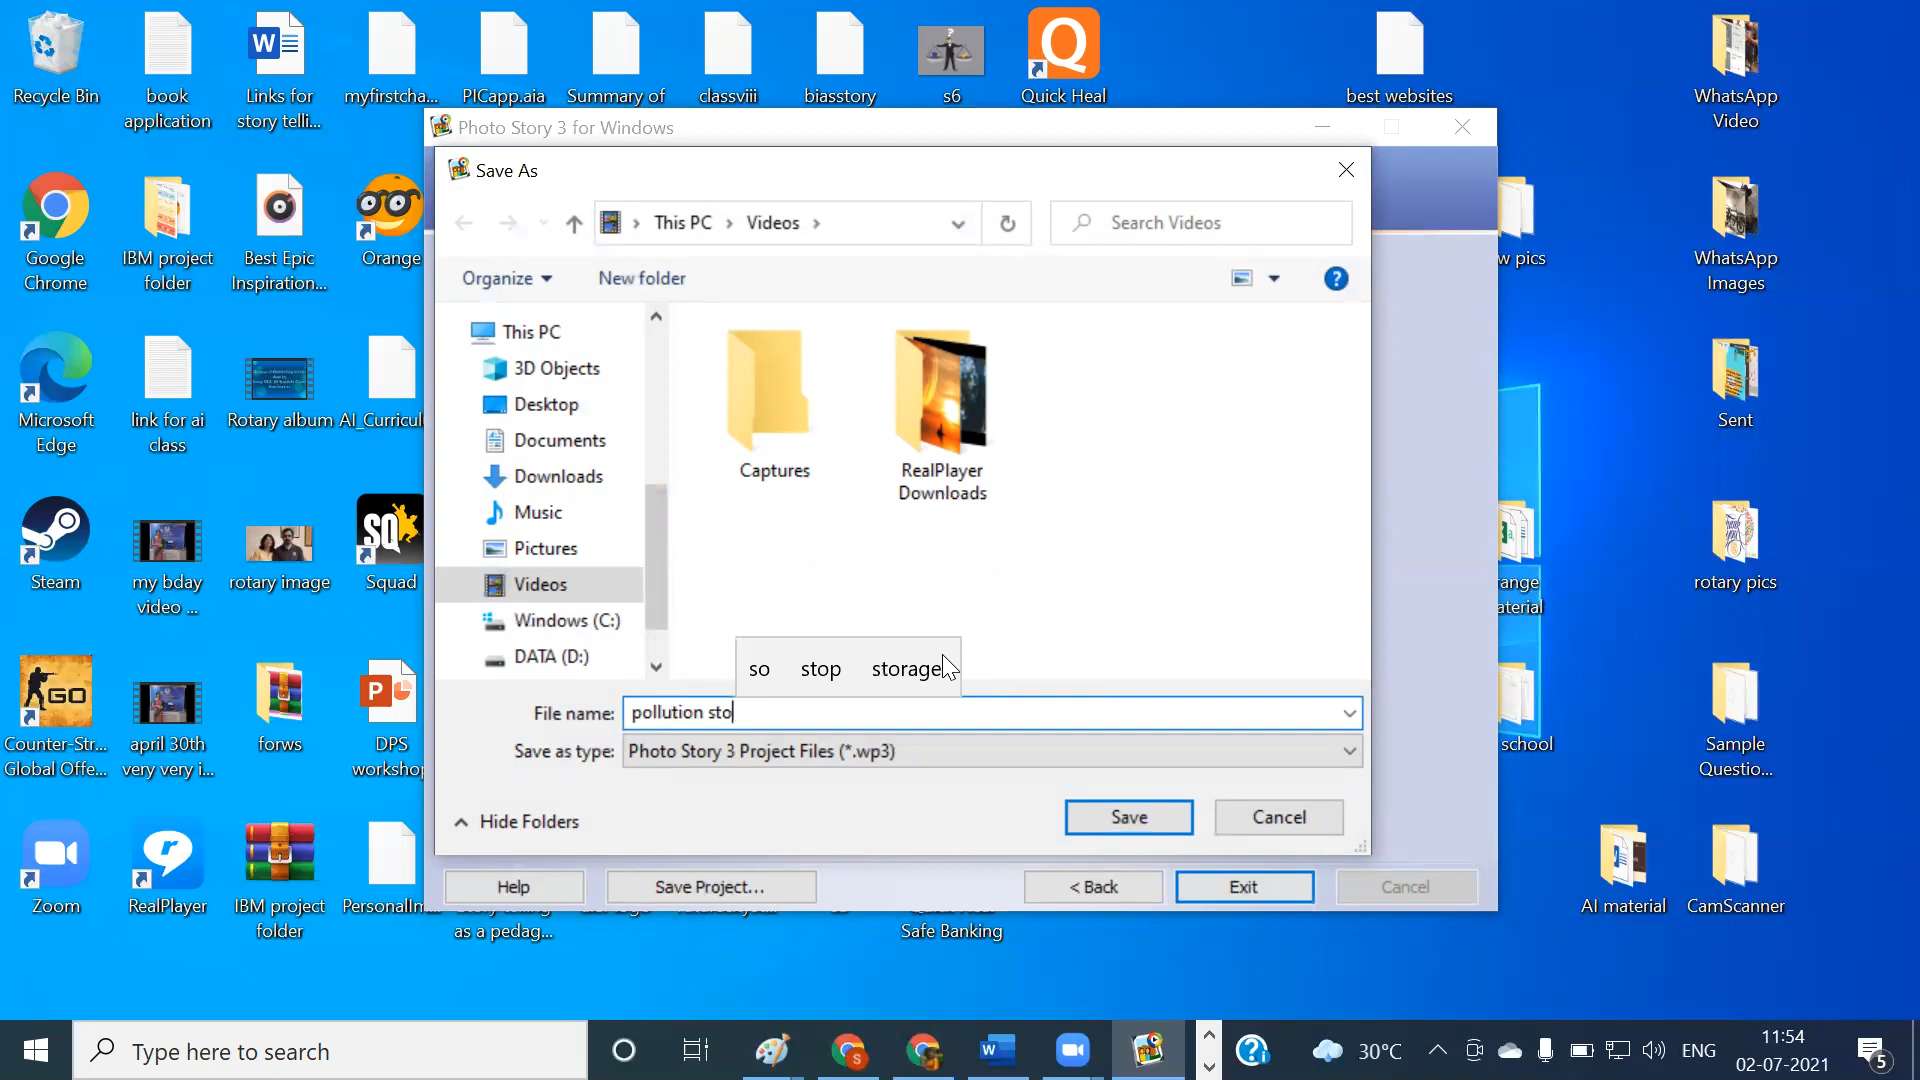 Recycle Bin
book
application
Links for
story telli...
myfirstcha...
PICapp.aia
Summary of
classviii
biasstory
s6
Quick Heal
best websites
WhatsApp
Video
Photo Story 3 for Windows
Save As
This PC
Videos
Search Videos
Organize
New folder
This PC
3D Objects
Desktop
Documents
Downloads
Music
Pictures
Videos
Windows (C:)
DATA (D:)
Captures
RealPlayer
Downloads
so stop storage
File name: pollution sto
Save as type: Photo Story 3 Project Files (*.wp3)
Hide Folders
Save
Cancel
Help
Save Project...
< Back
Exit
Cancel
Google
Chrome
IBM project
folder
Best Epic
Inspiration...
Orange
w pics
WhatsApp
Images
Microsoft
Edge
link for ai
class
Rotary album
AI_Curricul
Sent
Steam
my bday
video ...
rotary image
SQ
Squad
range
aterial
rotary pics
GO
Counter-Str...
Global Offe...
april 30th
very very i...
forws
DPS
workshop
school
Sample
Questio...
Zoom
RealPlayer
IBM project
folder
PersonalIm...
as a pedag...
Safe Banking
AI material
CamScanner
Type here to search
30°C
ENG
11:54
02-07-2021
5